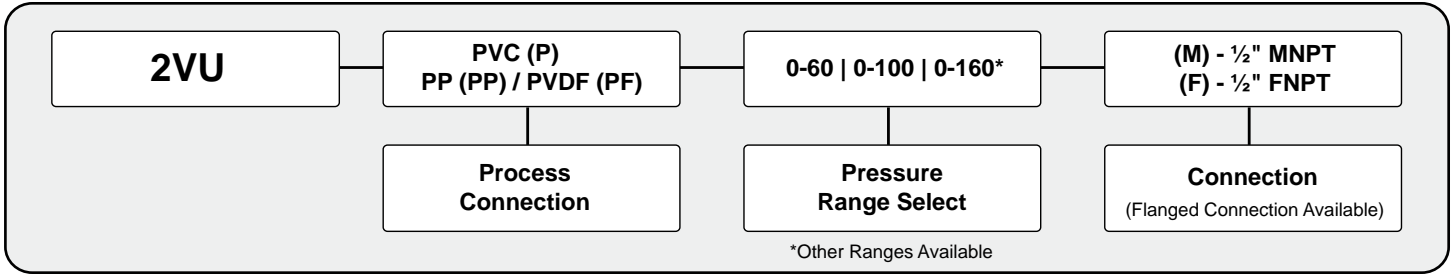 2VU
PVC (P)
PP (PP) / PVDF (PF)
0-60 | 0-100 | 0-160*
(M) - ½" MNPT
(F) - ½" FNPT
Process
Connection
Pressure
Range Select
Connection
(Flanged Connection Available)
*Other Ranges Available